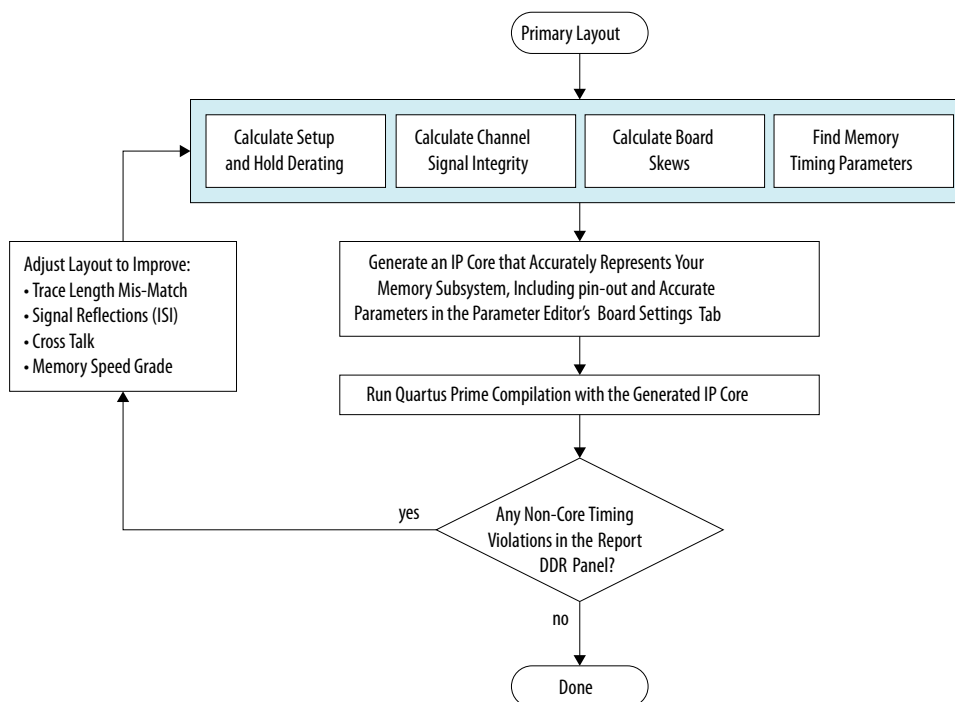 Primary Layout
Calculate Setup
and Hold Derating
Calculate Channel
Signal Integrity
Calculate Board
Skews
Find Memory
Timing Parameters
Generate an IP Core that Accurately Represents Your
Memory Subsystem, Including pin-out and Accurate
Parameters in the Parameter Editor’s Board Settings Tab
Adjust Layout to Improve:
• Trace Length Mis-Match
• Signal Reflections (ISI)
• Cross Talk
• Memory Speed Grade
Run Quartus Prime Compilation with the Generated IP Core
yes
Any Non-Core Timing
Violations in the Report
DDR Panel?
no
Done